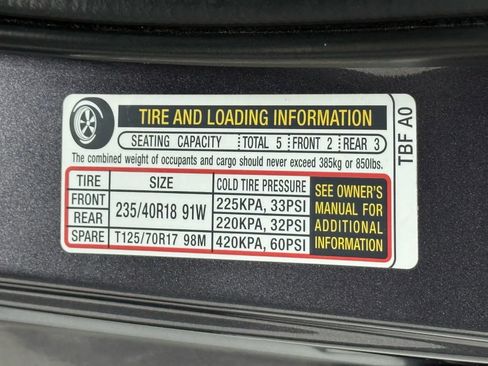 TIRE AND LOADING INFORMATION
SEATING CAPACITY TOTAL 5 FRONT 2 REAR 3
The combined weight of occupants and cargo should never exceed 385kg or 850lbs.
TIRE SIZE COLD TIRE PRESSURE
FRONT 235/40R18 91W 225KPA, 33PSI
REAR 220KPA, 32PSI
SPARE T125/70R17 98M 420KPA, 60PSI
SEE OWNER'S
MANUAL FOR
ADDITIONAL
INFORMATION
TBF A0